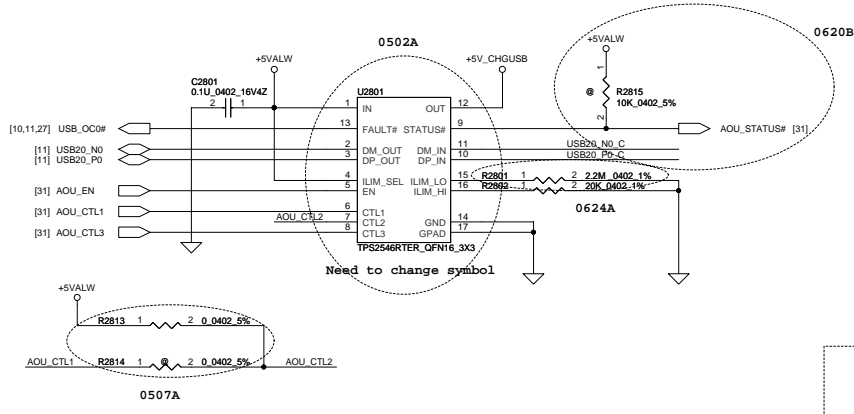 0620B
0502A
+5VALW
+5VALW
+5V_CHGUSB
C2801
0.1U_0402_16V4Z
2 1
U2801
1
@ R2815
10K_0402_5%
2
1 IN OUT 12
[10,11,27] USB_OC0# 13 FAULT# STATUS# 9 AOU_STATUS# [31]
[11] USB20_N0 2 DM_OUT DM_IN 11 USB20_N0_C
[11] USB20_P0 3 DP_OUT DP_IN 10 USB20_P0_C
4 ILIM_SEL ILIM_LO 15 R2801 1 2 2.2M_0402_1%
[31] AOU_EN 5 EN ILIM_HI 16 R2802 1 2 20K_0402_1%
0624A
[31] AOU_CTL1 6 CTL1
AOU_CTL2 7 CTL2 GND 14
[31] AOU_CTL3 8 CTL3 GPAD 17
TPS2546RTER_QFN16_3X3
Need to change symbol
+5VALW
R2813 1 2 0_0402_5%
AOU_CTL1 R2814 1 @ 2 0_0402_5% AOU_CTL2
0507A